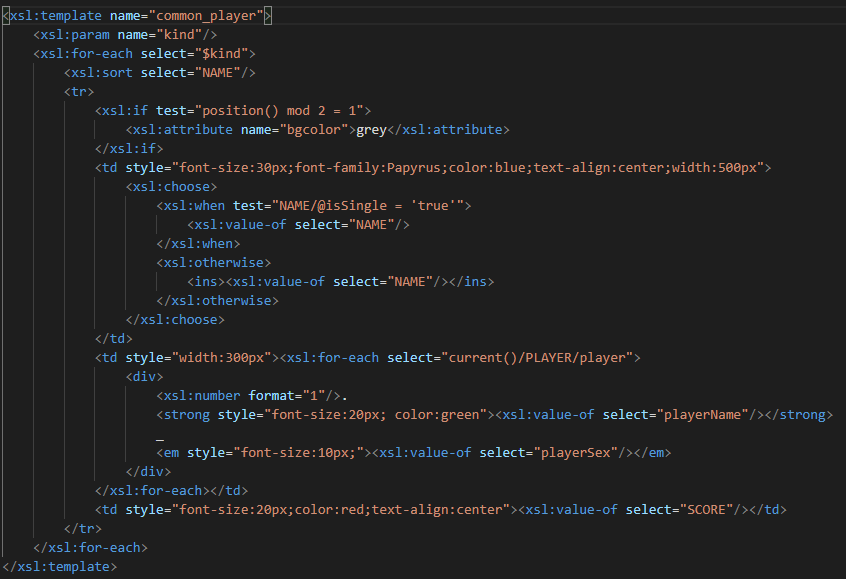 <xsl:template name="common_player">
    <xsl:param name="kind"/>
    <xsl:for-each select="$kind">
        <xsl:sort select="NAME"/>
        <tr>
            <xsl:if test="position() mod 2 = 1">
                <xsl:attribute name="bgcolor">grey</xsl:attribute>
            </xsl:if>
            <td style="font-size:30px;font-family:Papyrus;color:blue;text-align:center;width:500px">
                <xsl:choose>
                    <xsl:when test="NAME/@isSingle = 'true'">
                        <xsl:value-of select="NAME"/>
                    </xsl:when>
                    <xsl:otherwise>
                        <ins><xsl:value-of select="NAME"/></ins>
                    </xsl:otherwise>
                </xsl:choose>
            </td>
            <td style="width:300px"><xsl:for-each select="current()/PLAYER/player">
                <div>
                    <xsl:number format="1"/>.
                    <strong style="font-size:20px; color:green"><xsl:value-of select="playerName"/></strong>
                    _
                    <em style="font-size:10px;"><xsl:value-of select="playerSex"/></em>
                </div>
            </xsl:for-each></td>
            <td style="font-size:20px;color:red;text-align:center"><xsl:value-of select="SCORE"/></td>
        </tr>
    </xsl:for-each>
</xsl:template>